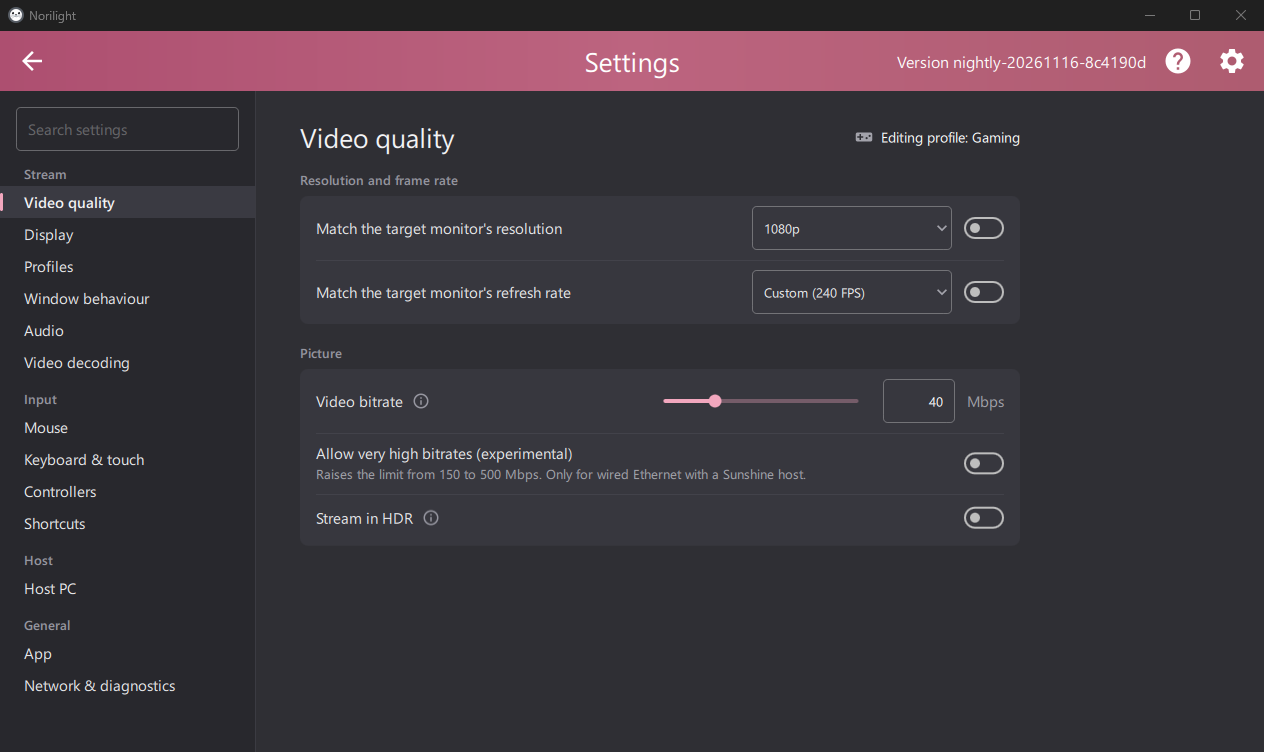 Norilight
Settings
Version nightly-20261116-8c4190d
Search settings
Stream
Video quality
Display
Profiles
Window behaviour
Audio
Video decoding
Input
Mouse
Keyboard & touch
Controllers
Shortcuts
Host
Host PC
General
App
Network & diagnostics
Video quality
Editing profile: Gaming
Resolution and frame rate
Match the target monitor's resolution
1080p
Match the target monitor's refresh rate
Custom (240 FPS)
Picture
Video bitrate
40
Mbps
Allow very high bitrates (experimental)
Raises the limit from 150 to 500 Mbps. Only for wired Ethernet with a Sunshine host.
Stream in HDR